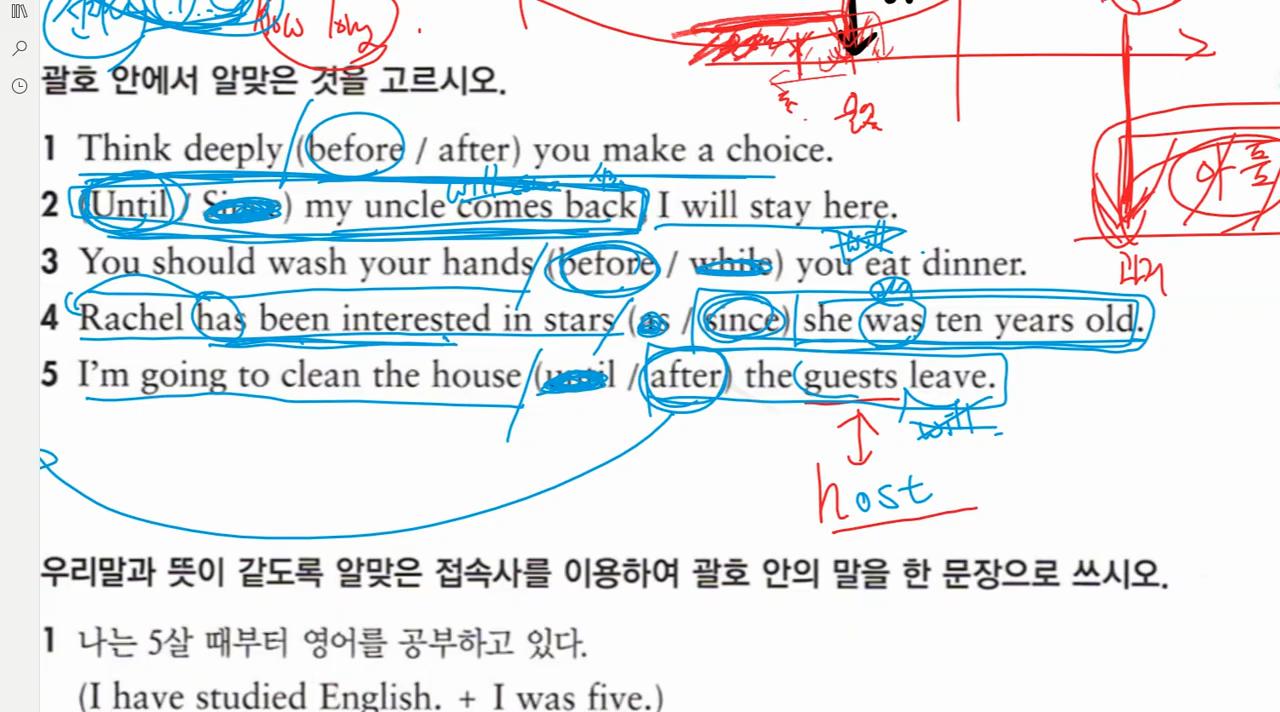 how long
괄호 안에서 알맞은 것을 고르시오.
1 Think deeply (before / after) you make a choice.
will come
2 (Until / Since) my uncle comes back, I will stay here.
will
3 You should wash your hands (before / while) you eat dinner.
4 Rachel has been interested in stars (as / since) she was ten years old.
5 I'm going to clean the house (until / after) the guests leave.
will
host
우리말과 뜻이 같도록 알맞은 접속사를 이용하여 괄호 안의 말을 한 문장으로 쓰시오.
1 나는 5살 때부터 영어를 공부하고 있다.
(I have studied English. + I was five.)